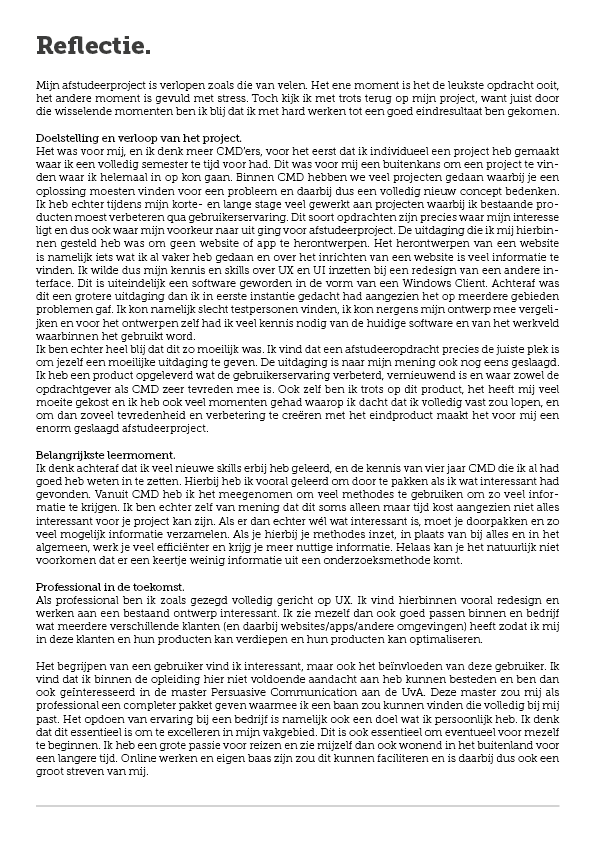 Reflectie.
Mijn afstudeerproject is verlopen zoals die van velen. Het ene moment is het de leukste opdracht ooit,
het andere moment is gevuld met stress. Toch kijk ik met trots terug op mijn project, want juist door
die wisselende momenten ben ik blij dat ik met hard werken tot een goed eindresultaat ben gekomen.
Doelstelling en verloop van het project.
Het was voor mij, en ik denk meer CMD'ers, voor het eerst dat ik individueel een project heb gemaakt
waar ik een volledig semester te tijd voor had. Dit was voor mij een buitenkans om een project te vin-
den waar ik helemaal in op kon gaan. Binnen CMD hebben we veel projecten gedaan waarbij je een
oplossing moesten vinden voor een probleem en daarbij dus een volledig nieuw concept bedenken.
Ik heb echter tijdens mijn korte- en lange stage veel gewerkt aan projecten waarbij ik bestaande pro-
ducten moest verbeteren qua gebruikerservaring. Dit soort opdrachten zijn precies waar mijn interesse
ligt en dus ook waar mijn voorkeur naar uit ging voor afstudeerproject. De uitdaging die ik mij hierbin-
nen gesteld heb was om geen website of app te herontwerpen. Het herontwerpen van een website
is namelijk iets wat ik al vaker heb gedaan en over het inrichten van een website is veel informatie te
vinden. Ik wilde dus mijn kennis en skills over UX en UI inzetten bij een redesign van een andere in-
terface. Dit is uiteindelijk een software geworden in de vorm van een Windows Client. Achteraf was
dit een grotere uitdaging dan ik in eerste instantie gedacht had aangezien het op meerdere gebieden
problemen gaf. Ik kon namelijk slecht testpersonen vinden, ik kon nergens mijn ontwerp mee vergeli-
jken en voor het ontwerpen zelf had ik veel kennis nodig van de huidige software en van het werkveld
waarbinnen het gebruikt word.
Ik ben echter heel blij dat dit zo moeilijk was. Ik vind dat een afstudeeropdracht precies de juiste plek is
om jezelf een moeilijke uitdaging te geven. De uitdaging is naar mijn mening ook nog eens geslaagd.
Ik heb een product opgeleverd wat de gebruikerservaring verbeterd, vernieuwend is en waar zowel de
opdrachtgever als CMD zeer tevreden mee is. Ook zelf ben ik trots op dit product, het heeft mij veel
moeite gekost en ik heb ook veel momenten gehad waarop ik dacht dat ik volledig vast zou lopen, en
om dan zoveel tevredenheid en verbetering te creëren met het eindproduct maakt het voor mij een
enorm geslaagd afstudeerproject.
Belangrijkste leermoment.
Ik denk achteraf dat ik veel nieuwe skills erbij heb geleerd, en de kennis van vier jaar CMD die ik al had
goed heb weten in te zetten. Hierbij heb ik vooral geleerd om door te pakken als ik wat interessant had
gevonden. Vanuit CMD heb ik het meegenomen om veel methodes te gebruiken om zo veel infor-
matie te krijgen. Ik ben echter zelf van mening dat dit soms alleen maar tijd kost aangezien niet alles
interessant voor je project kan zijn. Als er dan echter wél wat interessant is, moet je doorpakken en zo
veel mogelijk informatie verzamelen. Als je hierbij je methodes inzet, in plaats van bij alles en in het
algemeen, werk je veel efficiënter en krijg je meer nuttige informatie. Helaas kan je het natuurlijk niet
voorkomen dat er een keertje weinig informatie uit een onderzoeksmethode komt.
Professional in de toekomst.
Als professional ben ik zoals gezegd volledig gericht op UX. Ik vind hierbinnen vooral redesign en
werken aan een bestaand ontwerp interessant. Ik zie mezelf dan ook goed passen binnen en bedrijf
wat meerdere verschillende klanten (en daarbij websites/apps/andere omgevingen) heeft zodat ik mij
in deze klanten en hun producten kan verdiepen en hun producten kan optimaliseren.
Het begrijpen van een gebruiker vind ik interessant, maar ook het beïnvloeden van deze gebruiker. Ik
vind dat ik binnen de opleiding hier niet voldoende aandacht aan heb kunnen besteden en ben dan
ook geïnteresseerd in de master Persuasive Communication aan de UvA. Deze master zou mij als
professional een completer pakket geven waarmee ik een baan zou kunnen vinden die volledig bij mij
past. Het opdoen van ervaring bij een bedrijf is namelijk ook een doel wat ik persoonlijk heb. Ik denk
dat dit essentieel is om te excelleren in mijn vakgebied. Dit is ook essentieel om eventueel voor mezelf
te beginnen. Ik heb een grote passie voor reizen en zie mijzelf dan ook wonend in het buitenland voor
een langere tijd. Online werken en eigen baas zijn zou dit kunnen faciliteren en is daarbij dus ook een
groot streven van mij.